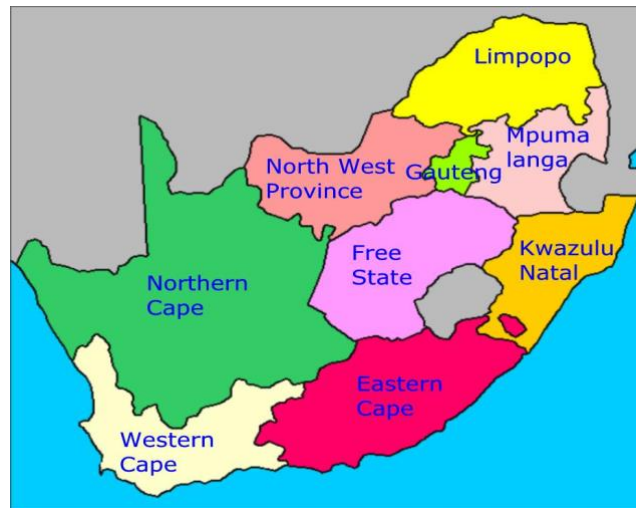 Limpopo
Mpuma
langa
North West
Province
Gauteng
Free
State
Kwazulu
Natal
Northern
Cape
Eastern
Cape
Western
Cape